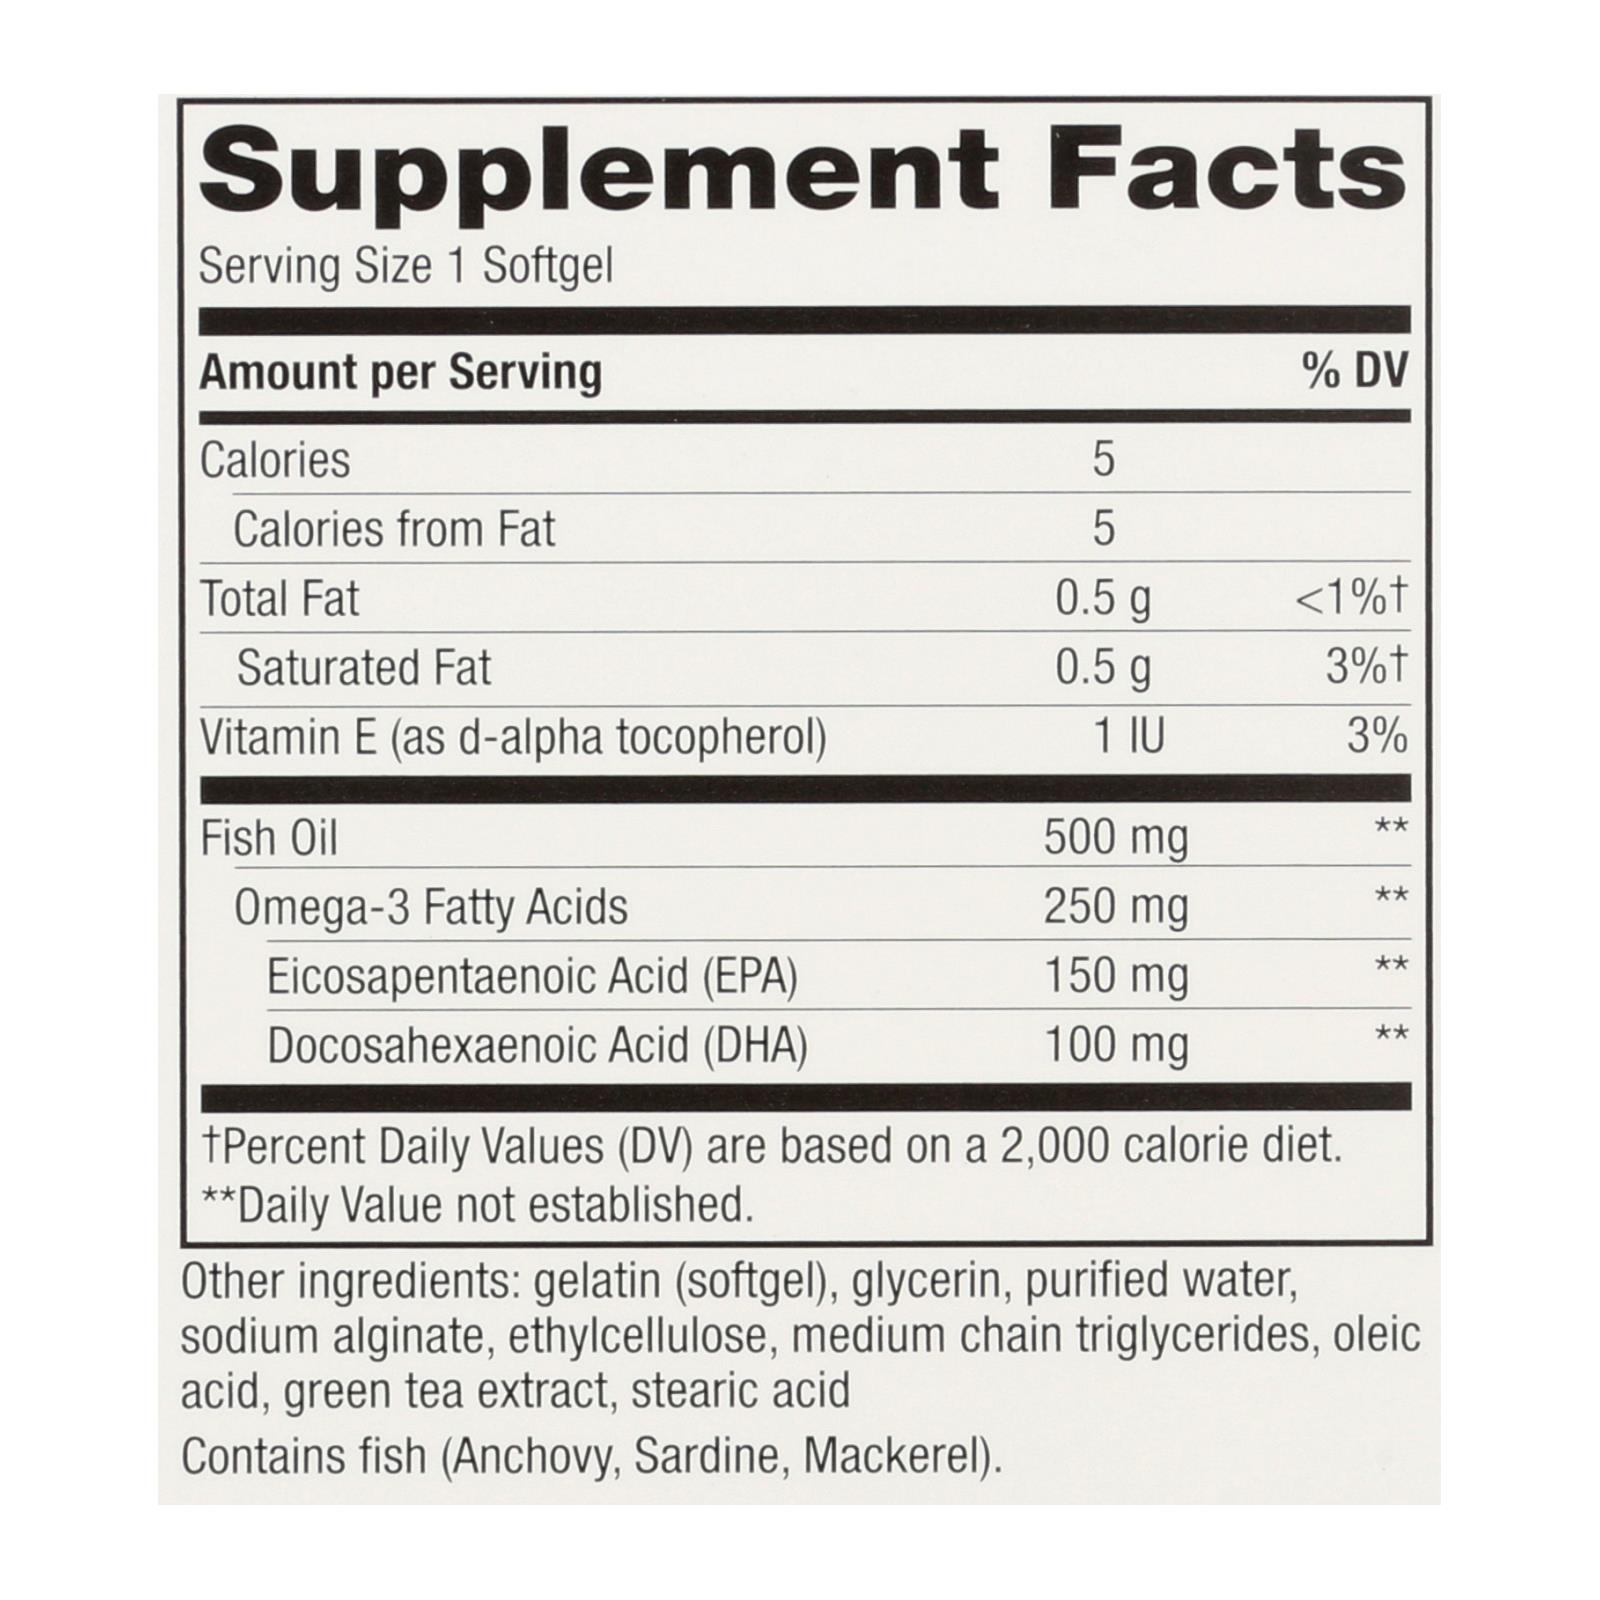 Supplement Facts
Serving Size 1 Softgel
Amount per Serving % DV
Calories 5
Calories from Fat 5
Total Fat 0.5 g <1%†
Saturated Fat 0.5 g 3%†
Vitamin E (as d-alpha tocopherol) 1 IU 3%
Fish Oil 500 mg **
Omega-3 Fatty Acids 250 mg **
Eicosapentaenoic Acid (EPA) 150 mg **
Docosahexaenoic Acid (DHA) 100 mg **
†Percent Daily Values (DV) are based on a 2,000 calorie diet.
**Daily Value not established.
Other ingredients: gelatin (softgel), glycerin, purified water,
sodium alginate, ethylcellulose, medium chain triglycerides, oleic
acid, green tea extract, stearic acid
Contains fish (Anchovy, Sardine, Mackerel).